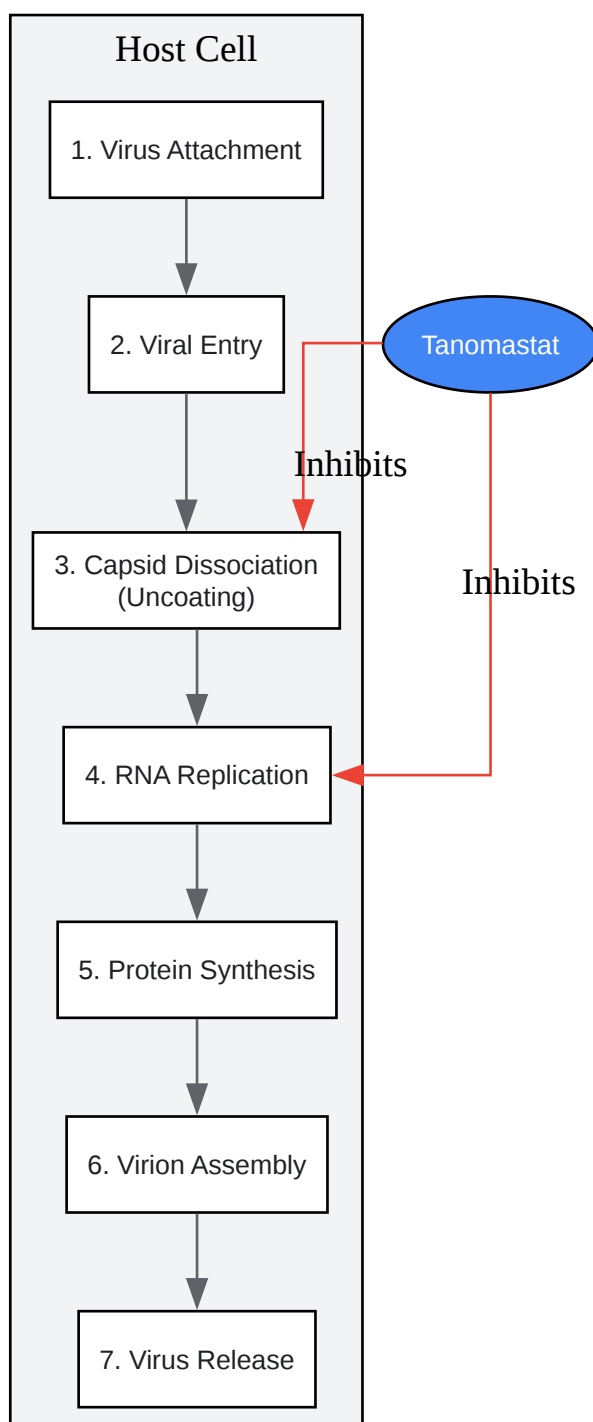 Host Cell
1. Virus Attachment
2. Viral Entry
Tanomastat
Inhibits
3. Capsid Dissociation
(Uncoating)
Inhibits
4. RNA Replication
5. Protein Synthesis
6. Virion Assembly
7. Virus Release